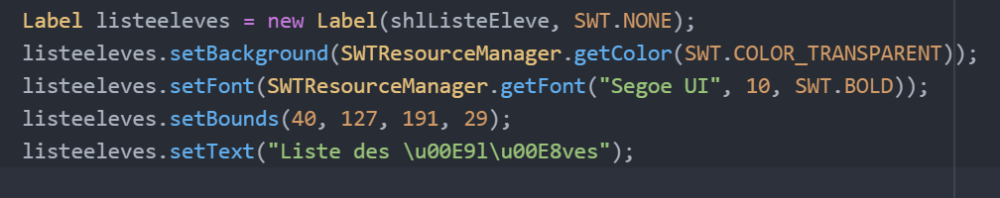 Label listeeleves = new Label(shlListeEleve, SWT.NONE);
listeeleves.setBackground(SWTResourceManager.getColor(SWT.COLOR_TRANSPARENT));
listeeleves.setFont(SWTResourceManager.getFont("Segoe UI", 10, SWT.BOLD));
listeeleves.setBounds(40, 127, 191, 29);
listeeleves.setText("Liste des \u00E9l\u00E8ves");